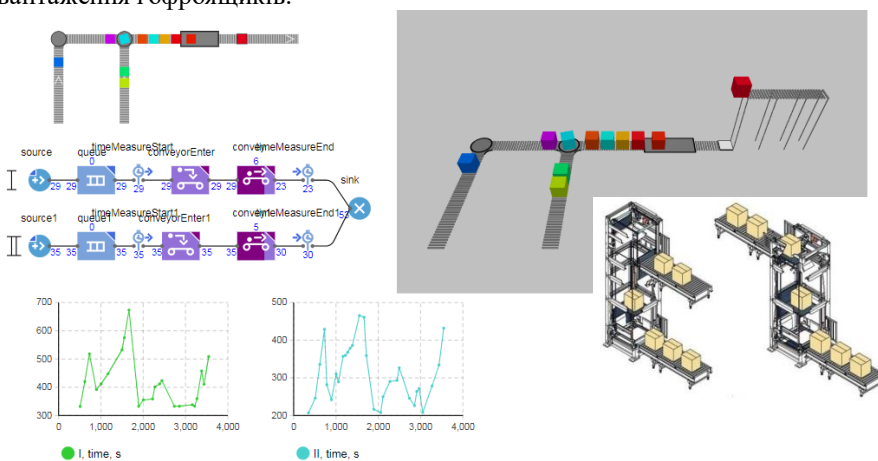 timeMeasureStart conveyorEnter conveyor timeMeasureEnd
source queue
0 6 sink
I 29 29 29 29 29 29 23 23
53
timeMeasureStart1 conveyorEnter1 conveyor1 timeMeasureEnd1
source1 queue1
0 5
II 35 35 35 35 35 35 30 30
700
600
500
400
300
0 1,000 2,000 3,000 4,000
I, time, s
500
400
300
200
0 1,000 2,000 3,000 4,000
II, time, s